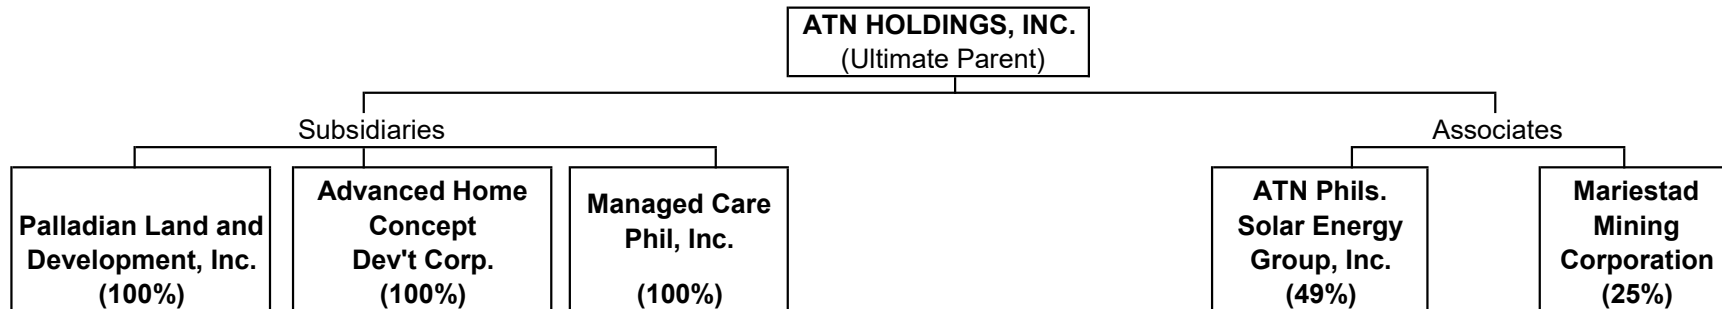 ATN HOLDINGS, INC.
(Ultimate Parent)
Subsidiaries
Associates
Palladian Land and
Development, Inc.
(100%)
Advanced Home
Concept
Dev't Corp.
(100%)
Managed Care
Phil, Inc.
(100%)
ATN Phils.
Solar Energy
Group, Inc.
(49%)
Mariestad
Mining
Corporation
(25%)